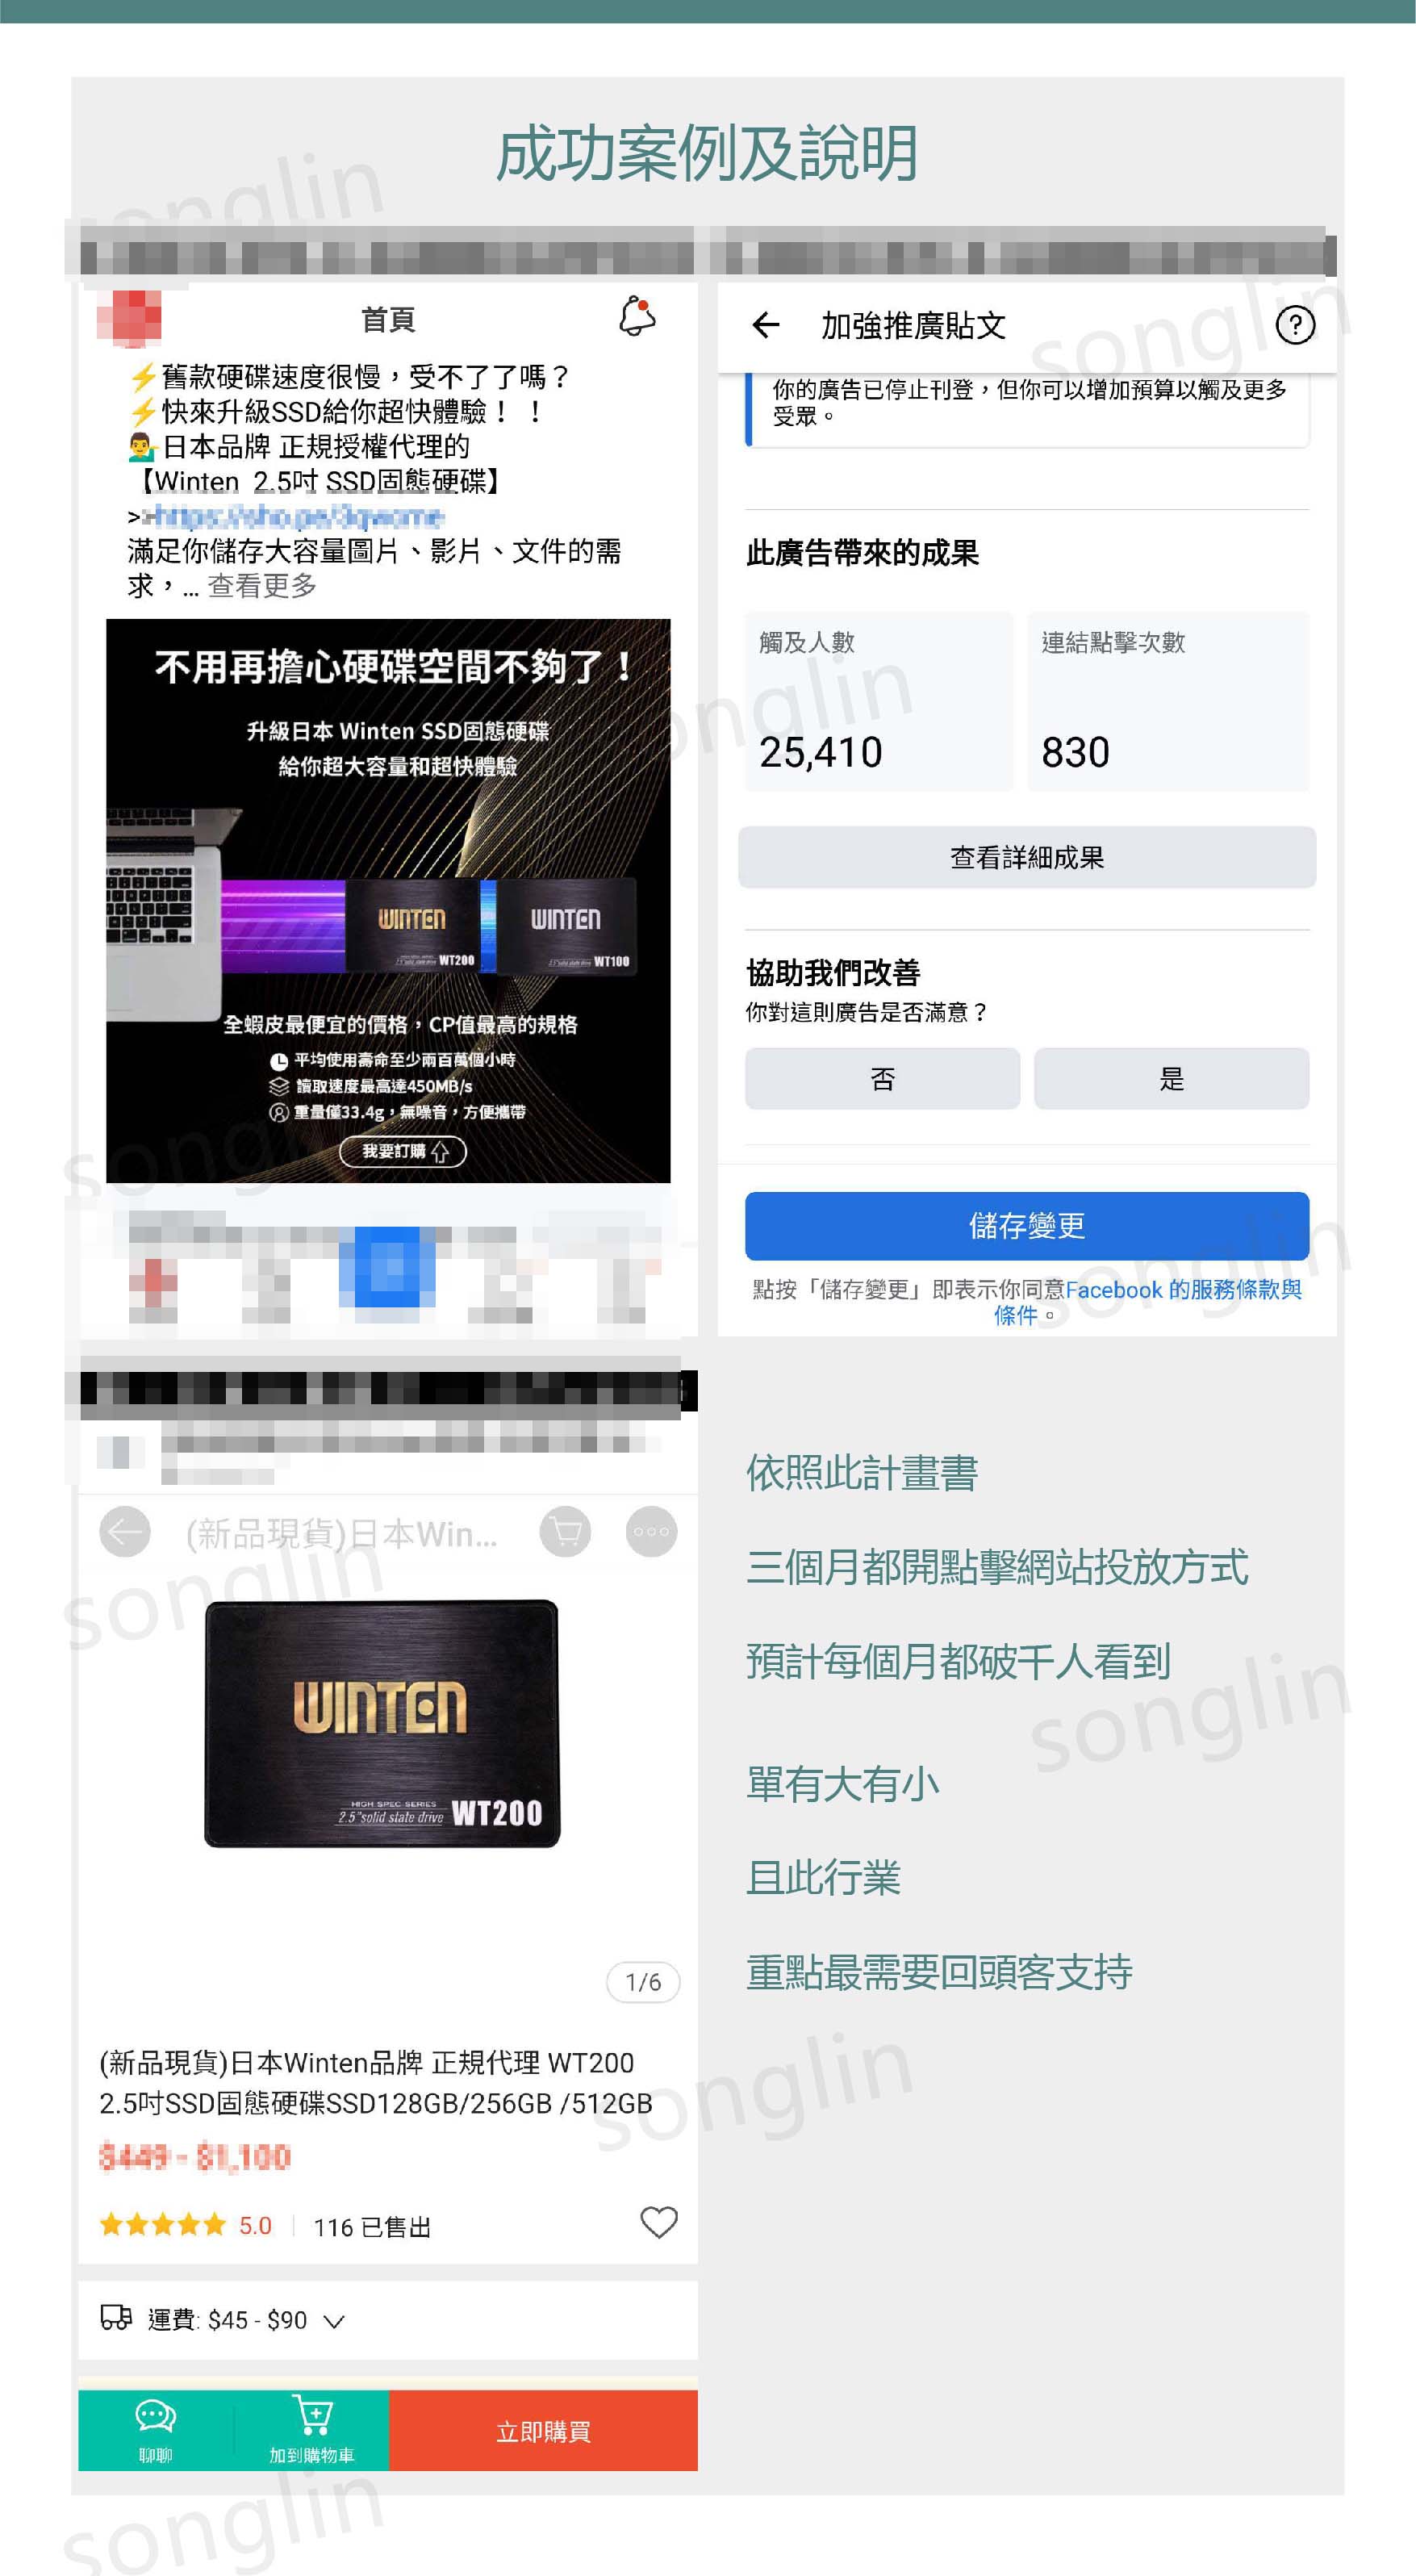 成功案例及說明
首頁
⚡舊款硬碟速度很慢，受不了了嗎？
⚡快來升級SSD給你超快體驗！！
💁‍♂️日本品牌 正規授權代理的
【Winten 2.5吋 SSD固態硬碟】
滿足你儲存大容量圖片、影片、文件的需
求，... 查看更多
不用再擔心硬碟空間不夠了！
升級日本 Winten SSD固態硬碟
給你超大容量和超快體驗
WINTEN
WT200
WINTEN
WT100
全蝦皮最便宜的價格，CP值最高的規格
平均使用壽命至少兩百萬個小時
讀取速度最高達450MB/s
重量僅33.4g，無噪音，方便攜帶
我要訂購
加強推廣貼文
你的廣告已停止刊登，但你可以增加預算以觸及更多
受眾。
此廣告帶來的成果
觸及人數
25,410
連結點擊次數
830
查看詳細成果
協助我們改善
你對這則廣告是否滿意？
否
是
儲存變更
點按「儲存變更」即表示你同意Facebook 的服務條款與
條件。
(新品現貨)日本Win...
WINTEN
HIGH SPEC SERIES
2.5"solid state drive WT200
1/6
(新品現貨)日本Winten品牌 正規代理 WT200
2.5吋SSD固態硬碟SSD128GB/256GB /512GB
$449 - $1,100
5.0
116 已售出
運費: $45 - $90
聊聊
加到購物車
立即購買
依照此計畫書
三個月都開點擊網站投放方式
預計每個月都破千人看到
單有大有小
且此行業
重點最需要回頭客支持
songlin
songlin
songlin
songlin
songlin
songlin
songlin
songlin
songlin